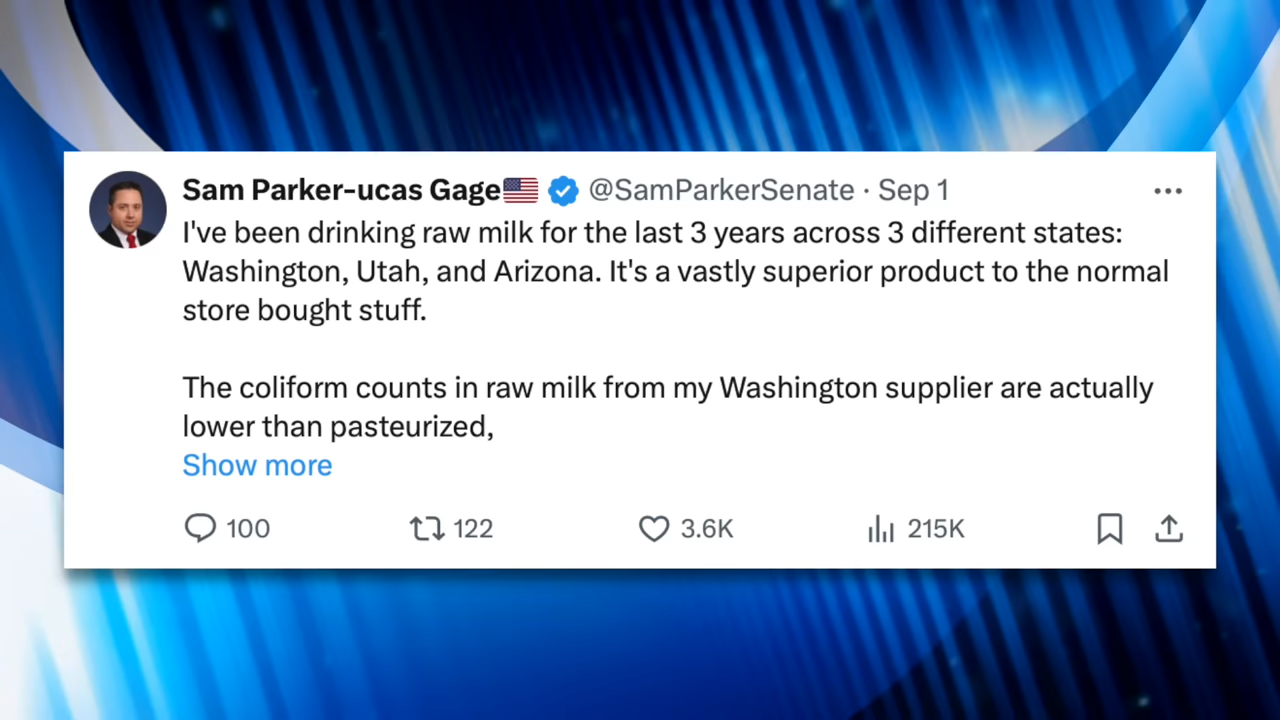 Sam Parker-ucas Gage🇺🇸 @SamParkerSenate · Sep 1
I've been drinking raw milk for the last 3 years across 3 different states:
Washington, Utah, and Arizona. It's a vastly superior product to the normal
store bought stuff.
The coliform counts in raw milk from my Washington supplier are actually
lower than pasteurized,
Show more
100 122 3.6K 215K